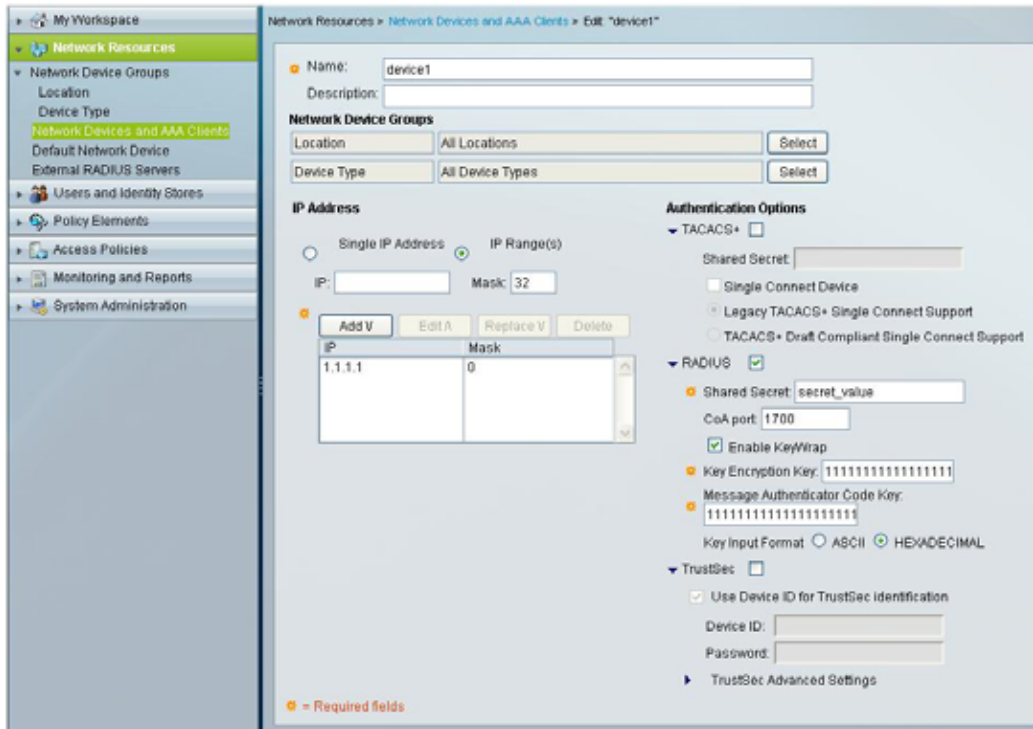 My Workspace
Network Resources
Network Device Groups
Location
Device Type
Network Devices and AAA Clients
Default Network Device
External RADIUS Servers
Users and Identity Stores
Policy Elements
Access Policies
Monitoring and Reports
System Administration
Network Resources > Network Devices and AAA Clients > Edit: "device1"
Name: device1
Description:
Network Device Groups
Location All Locations Select
Device Type All Device Types Select
IP Address
Single IP Address IP Range(s)
IP: Mask: 32
Add V Edit Λ Replace V Delete
IP Mask
1.1.1.1 0
Authentication Options
TACACS+
Shared Secret:
Single Connect Device
Legacy TACACS+ Single Connect Support
TACACS+ Draft Compliant Single Connect Support
RADIUS
Shared Secret: secret_value
CoA port: 1700
Enable KeyWrap
Key Encryption Key: 1111111111111111
Message Authenticator Code Key:
11111111111111111111
Key Input Format ASCII HEXADECIMAL
TrustSec
Use Device ID for TrustSec identification
Device ID:
Password:
TrustSec Advanced Settings
= Required fields